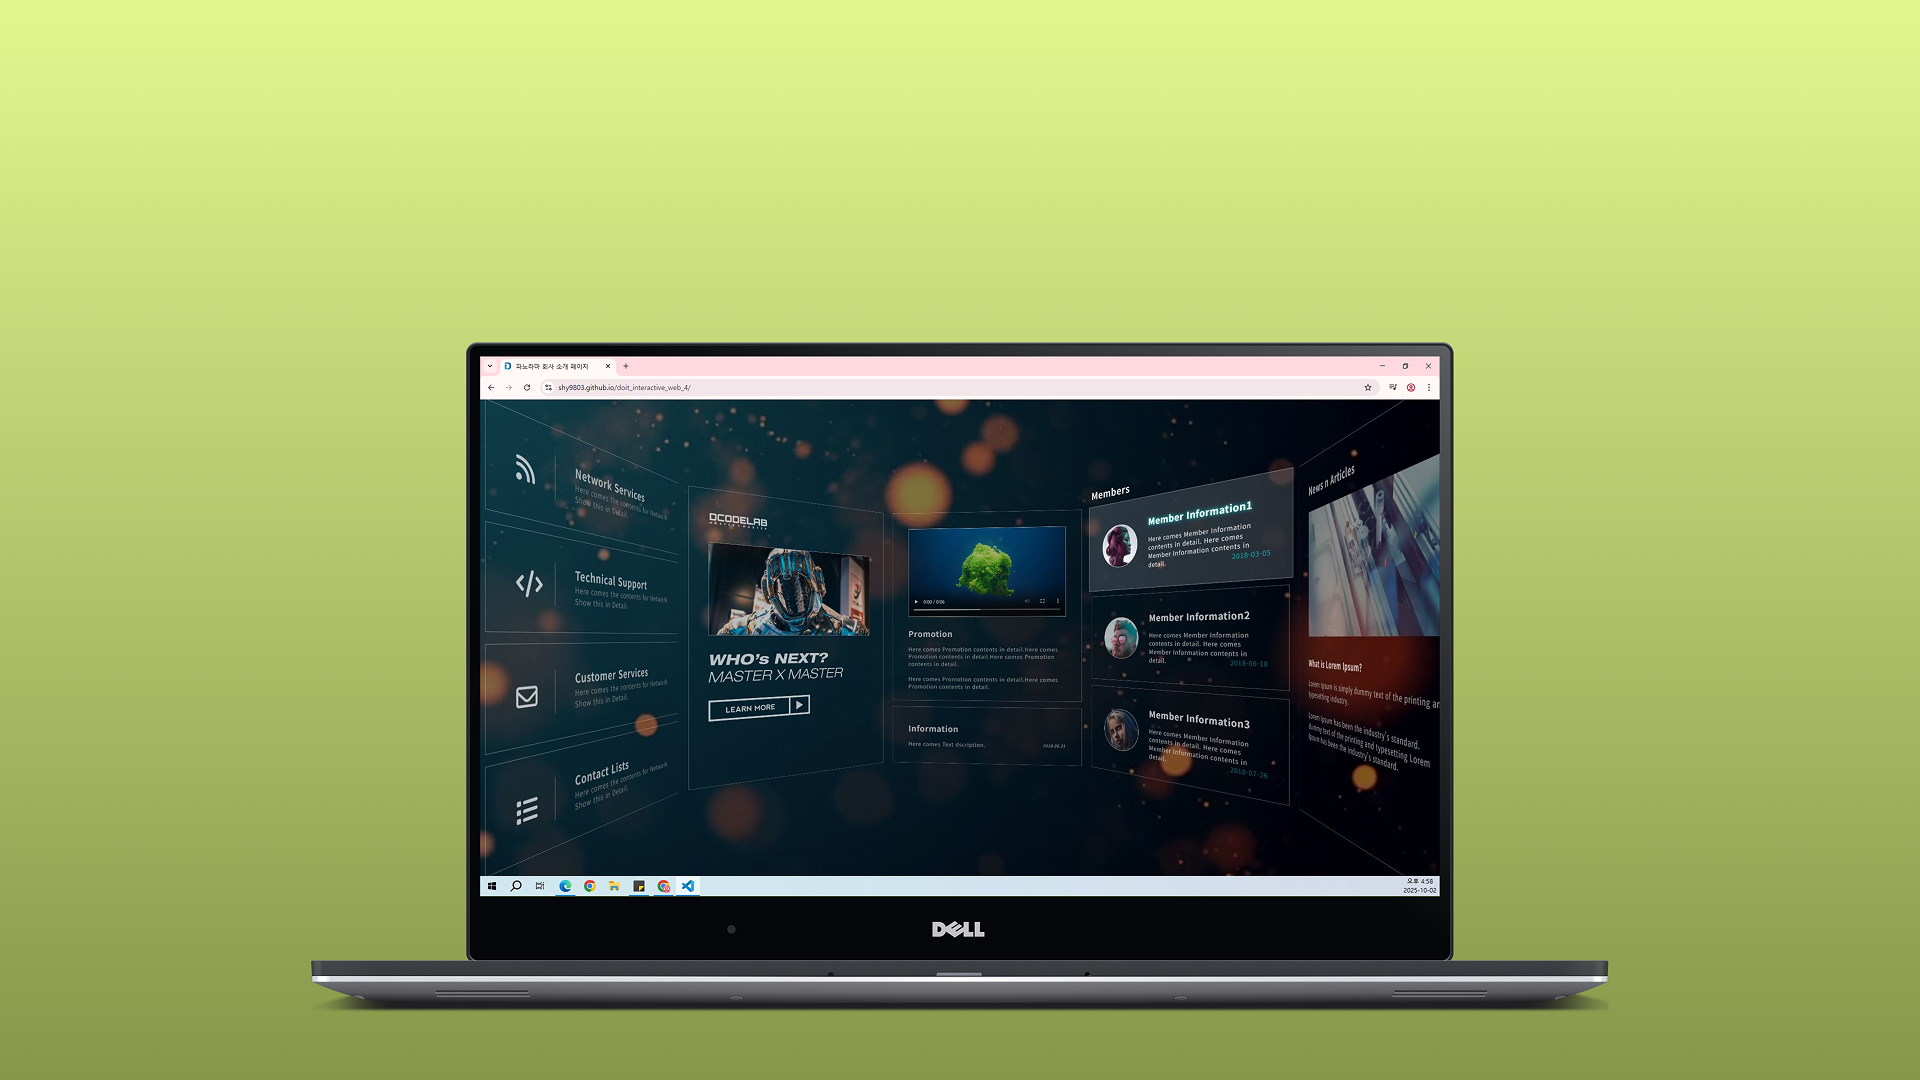 파노라마 회사 소개 페이지
shy9803.github.io/doit_interactive_web_4/
Network Services
Here comes the contents for Network
Show this in Detail.
Technical Support
Here comes the contents for Network
Show this in Detail.
Customer Services
Here comes the contents for Network
Show this in Detail.
Contact Lists
Here comes the contents for Network
Show this in Detail.
DCODELAB
WHO's NEXT?
MASTER X MASTER
LEARN MORE
0:00 / 0:06
Promotion
Here comes Promotion contents in detail.Here comes
Promotion contents in detail.Here comes Promotion
contents in detail.
Here comes Promotion contents in detail.Here comes
Promotion contents in detail.
Information
Here comes Text dscription.
2018.06.21
Members
Member Information1
Here comes Member Information
contents in detail. Here comes
Member Information contents in
detail.
2018-03-05
Member Information2
Here comes Member Information
contents in detail. Here comes
Member Information contents in
detail.
2018-06-18
Member Information3
Here comes Member Information
contents in detail. Here comes
Member Information contents in
detail.
2018-07-26
News n Articles
What is Lorem Ipsum?
Lorem Ipsum is simply dummy text of the printing an
typesetting industry.
Lorem Ipsum has been the industry's standard.
dummy text of the printing and typesetting Lorem
Ipsum has been the industry's standard.
오후 4:58
2025-10-02
DELL